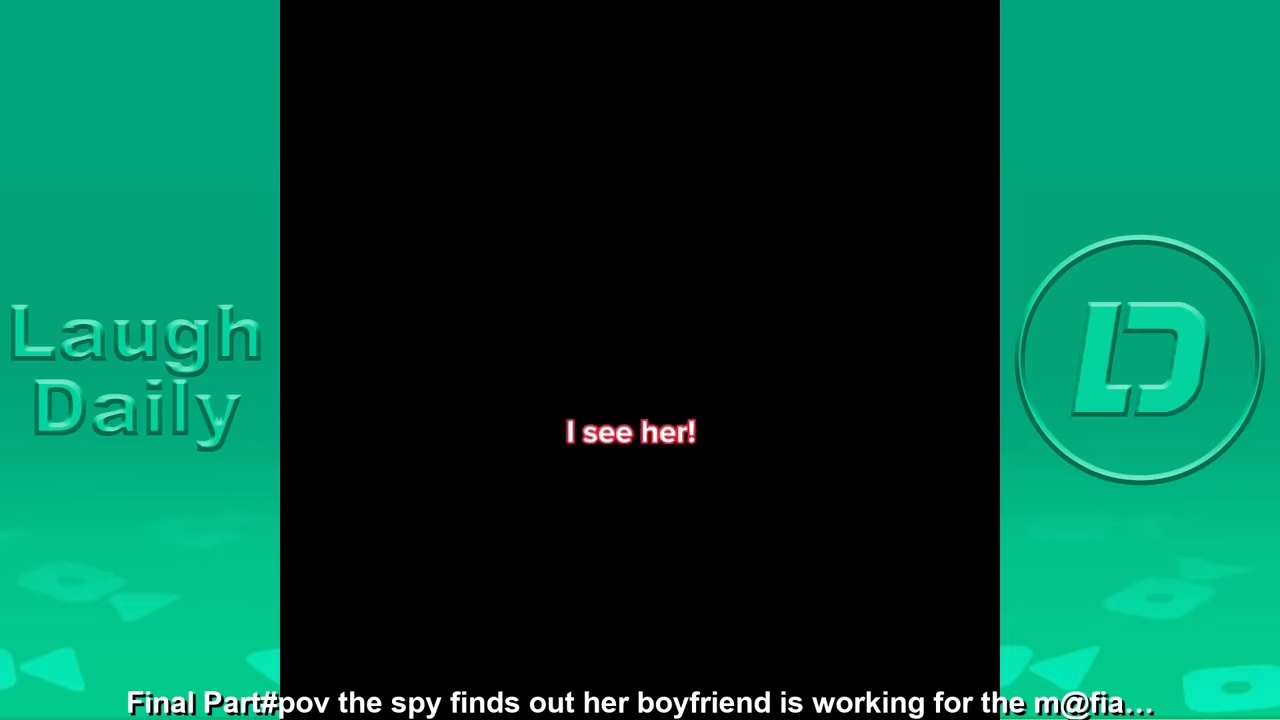 Laugh
Daily
I see her!
LD
Final Part#pov the spy finds out her boyfriend is working for the m@fia…